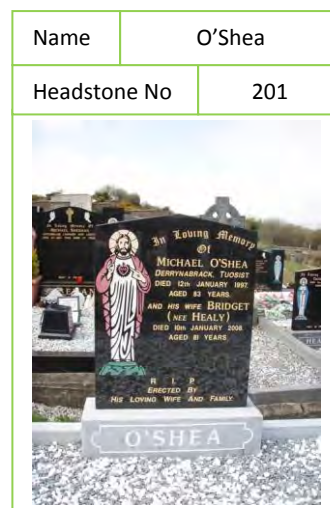 Name O'Shea
Headstone No 201
In Loving Memory
Of
MICHAEL O'SHEA
DERRYNABRACK, TUOSIST
DIED 12th JANUARY 1997
AGED 83 YEARS
AND HIS WIFE BRIDGET
(NEE HEALY)
DIED 10th JANUARY 2008
AGED 81 YEARS
R. I. P.
ERECTED BY
HIS LOVING WIFE AND FAMILY.
O'SHEA